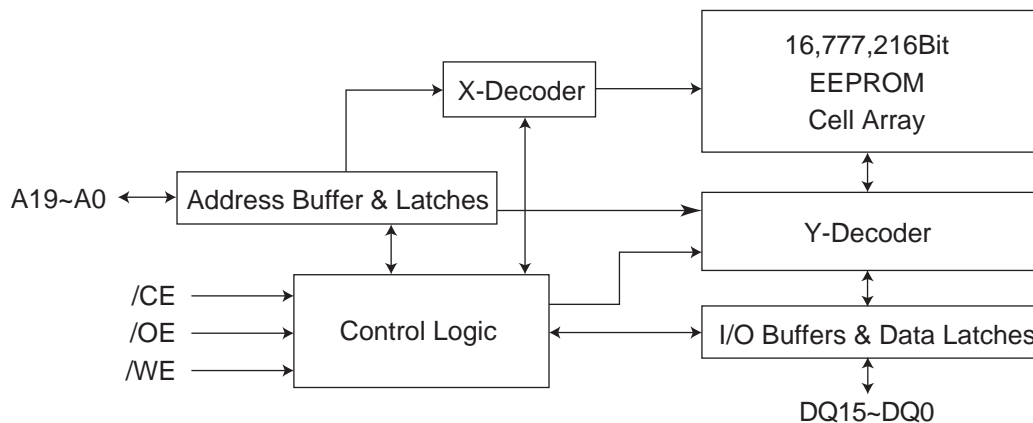 16,777,216Bit
EEPROM
Cell Array
X-Decoder
A19~A0
Address Buffer & Latches
Y-Decoder
/CE
/OE
/WE
Control Logic
I/O Buffers & Data Latches
DQ15~DQ0